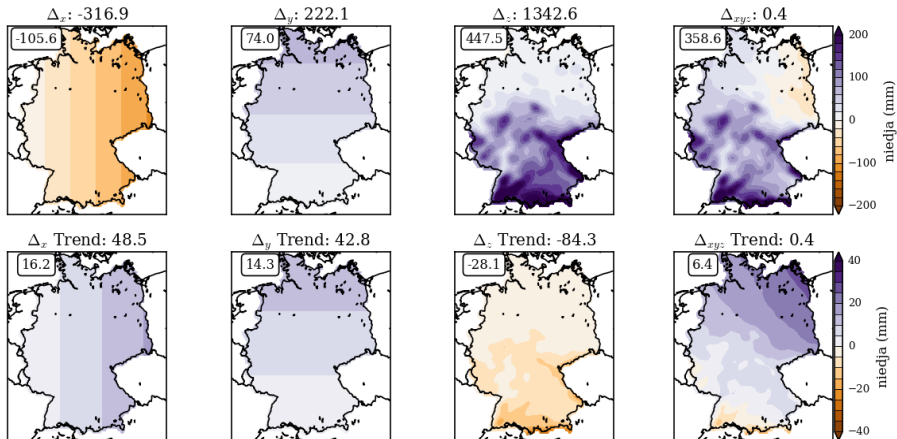 Δx: -316.9
Δy: 222.1
Δz: 1342.6
Δxyz: 0.4
-105.6
74.0
447.5
358.6
200
100
0
−100
−200
niedja (mm)
Δx Trend: 48.5
Δy Trend: 42.8
Δz Trend: -84.3
Δxyz Trend: 0.4
16.2
14.3
-28.1
6.4
40
20
0
−20
−40
niedja (mm)